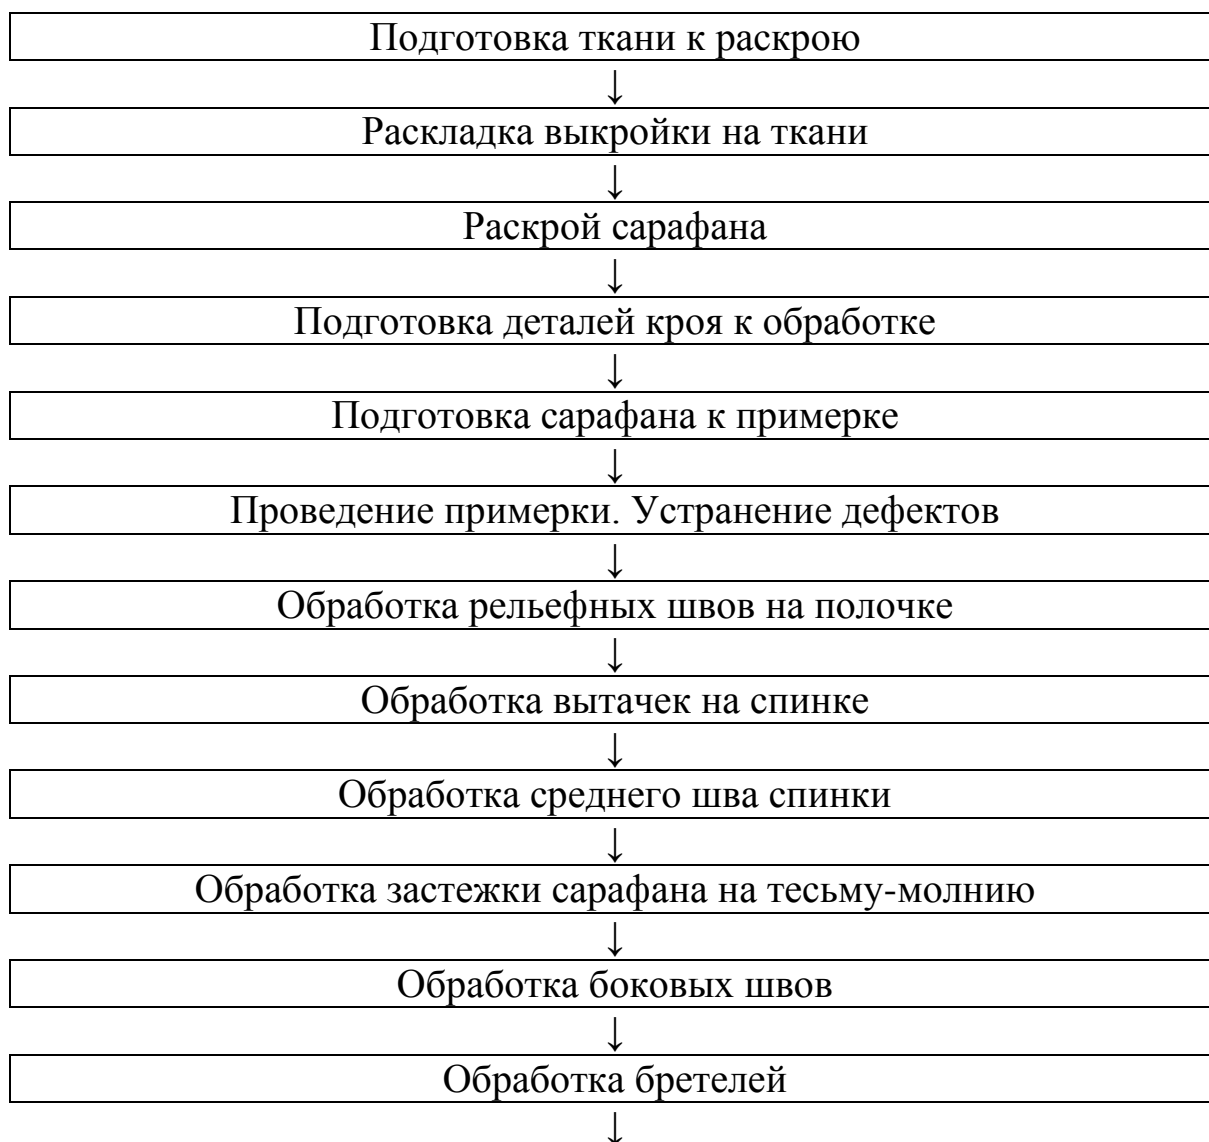 Подготовка ткани к раскрою
↓
Раскладка выкройки на ткани
↓
Раскрой сарафана
↓
Подготовка деталей кроя к обработке
↓
Подготовка сарафана к примерке
↓
Проведение примерки. Устранение дефектов
↓
Обработка рельефных швов на полочке
↓
Обработка вытачек на спинке
↓
Обработка среднего шва спинки
↓
Обработка застежки сарафана на тесьму-молнию
↓
Обработка боковых швов
↓
Обработка бретелей
↓